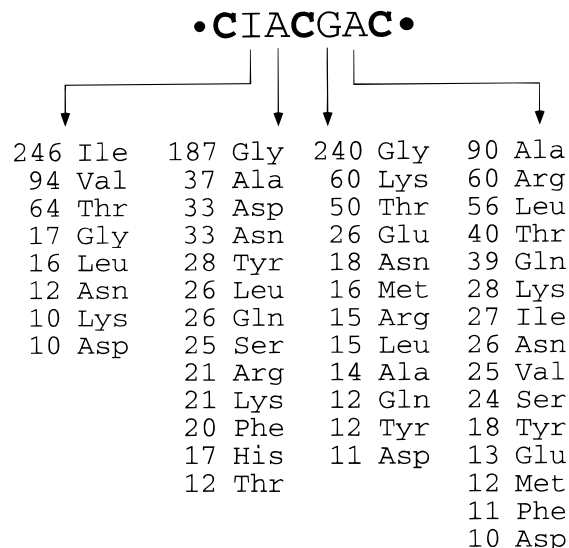 •CIACGAC•
246 Ile 187 Gly 240 Gly 90 Ala
94 Val 37 Ala 60 Lys 60 Arg
64 Thr 33 Asp 50 Thr 56 Leu
17 Gly 33 Asn 26 Glu 40 Thr
16 Leu 28 Tyr 18 Asn 39 Gln
12 Asn 26 Leu 16 Met 28 Lys
10 Lys 26 Gln 15 Arg 27 Ile
10 Asp 25 Ser 15 Leu 26 Asn
21 Arg 14 Ala 25 Val
21 Lys 12 Gln 24 Ser
20 Phe 12 Tyr 18 Tyr
17 His 11 Asp 13 Glu
12 Thr 12 Met
11 Phe
10 Asp